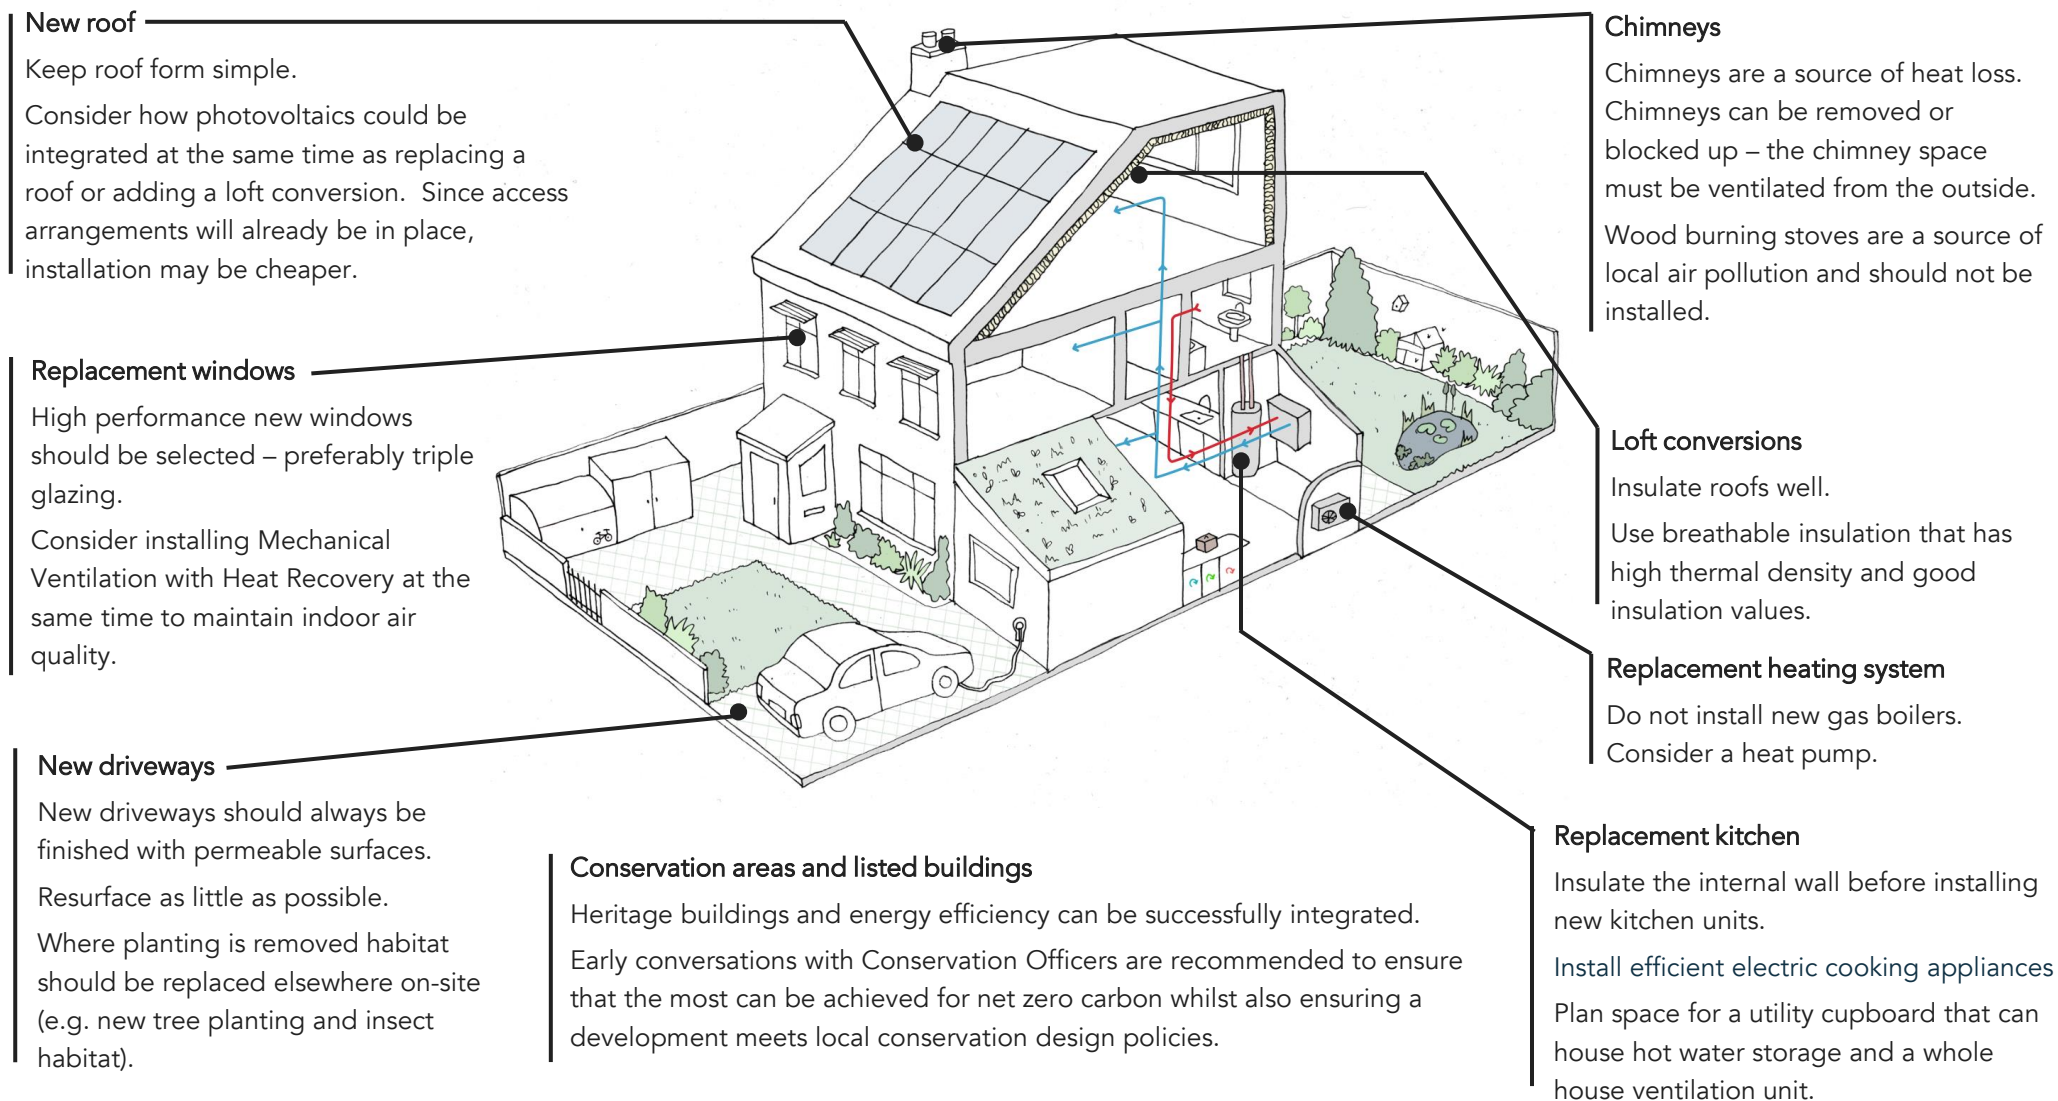 New roof
Keep roof form simple.
Consider how photovoltaics could be
integrated at the same time as replacing a
roof or adding a loft conversion.  Since access
arrangements will already be in place,
installation may be cheaper.
Replacement windows
High performance new windows
should be selected – preferably triple
glazing.
Consider installing Mechanical
Ventilation with Heat Recovery at the
same time to maintain indoor air
quality.
New driveways
New driveways should always be
finished with permeable surfaces.
Resurface as little as possible.
Where planting is removed habitat
should be replaced elsewhere on-site
(e.g. new tree planting and insect
habitat).
Conservation areas and listed buildings
Heritage buildings and energy efficiency can be successfully integrated.
Early conversations with Conservation Officers are recommended to ensure
that the most can be achieved for net zero carbon whilst also ensuring a
development meets local conservation design policies.
Chimneys
Chimneys are a source of heat loss.
Chimneys can be removed or
blocked up – the chimney space
must be ventilated from the outside.
Wood burning stoves are a source of
local air pollution and should not be
installed.
Loft conversions
Insulate roofs well.
Use breathable insulation that has
high thermal density and good
insulation values.
Replacement heating system
Do not install new gas boilers.
Consider a heat pump.
Replacement kitchen
Insulate the internal wall before installing
new kitchen units.
Install efficient electric cooking appliances
Plan space for a utility cupboard that can
house hot water storage and a whole
house ventilation unit.